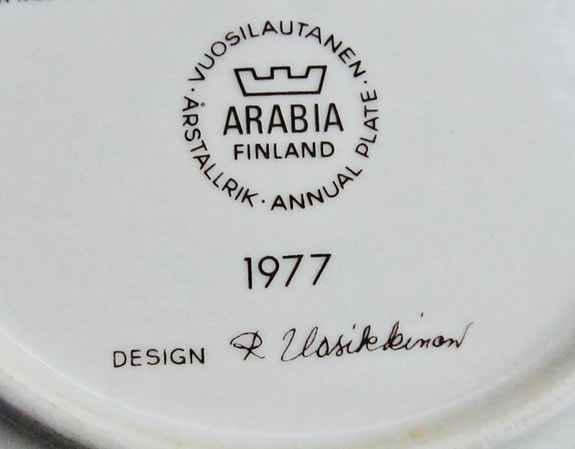 VUOSILAUTANEN · ANNUAL PLATE · ÅRSTALLRIK ·
ARABIA
FINLAND
1977
DESIGN R Uosikkinen